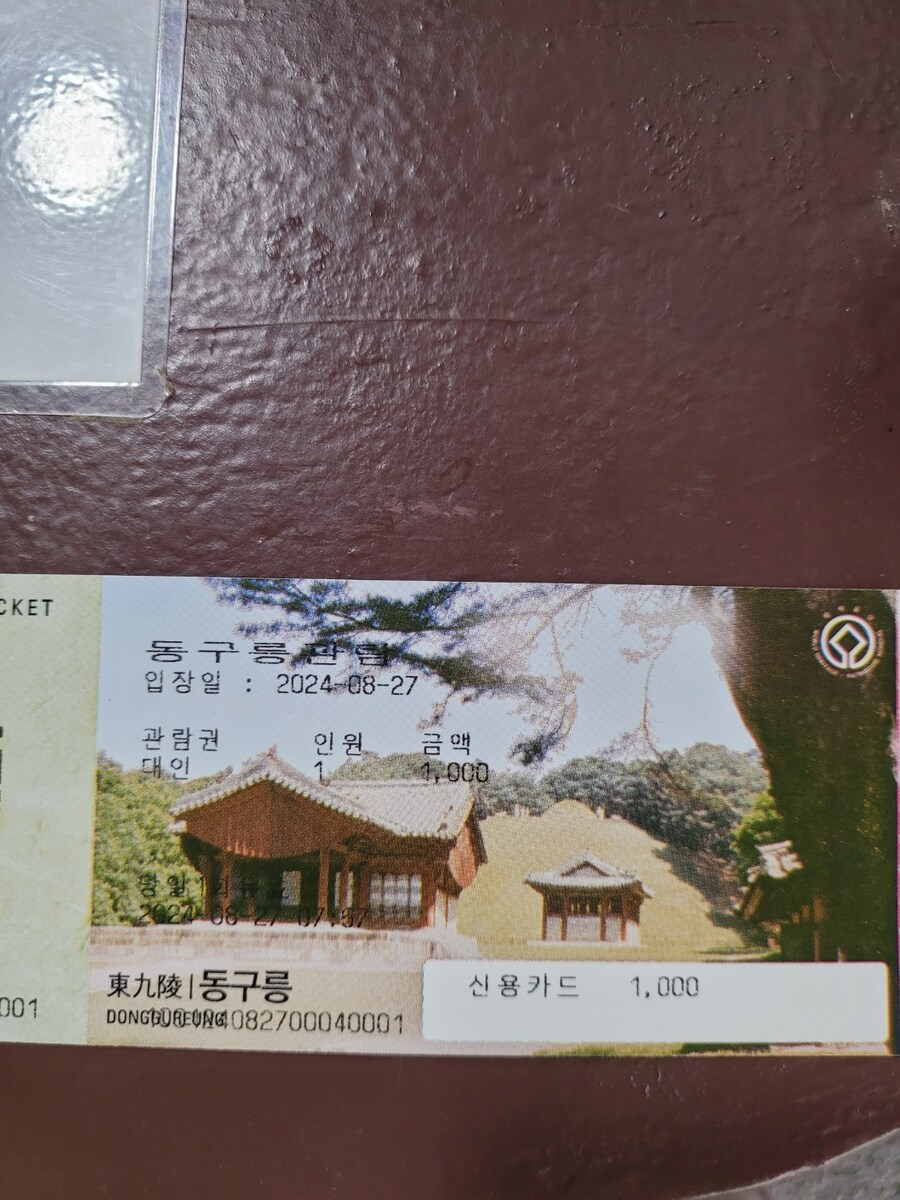 CKET
동구릉관람
입장일 : 2024-08-27
관람권 인원 금액
대인 1 1,000
2024-08-27 07:57
東九陵|동구릉
DONGGUREUNG
신용카드 1,000
001